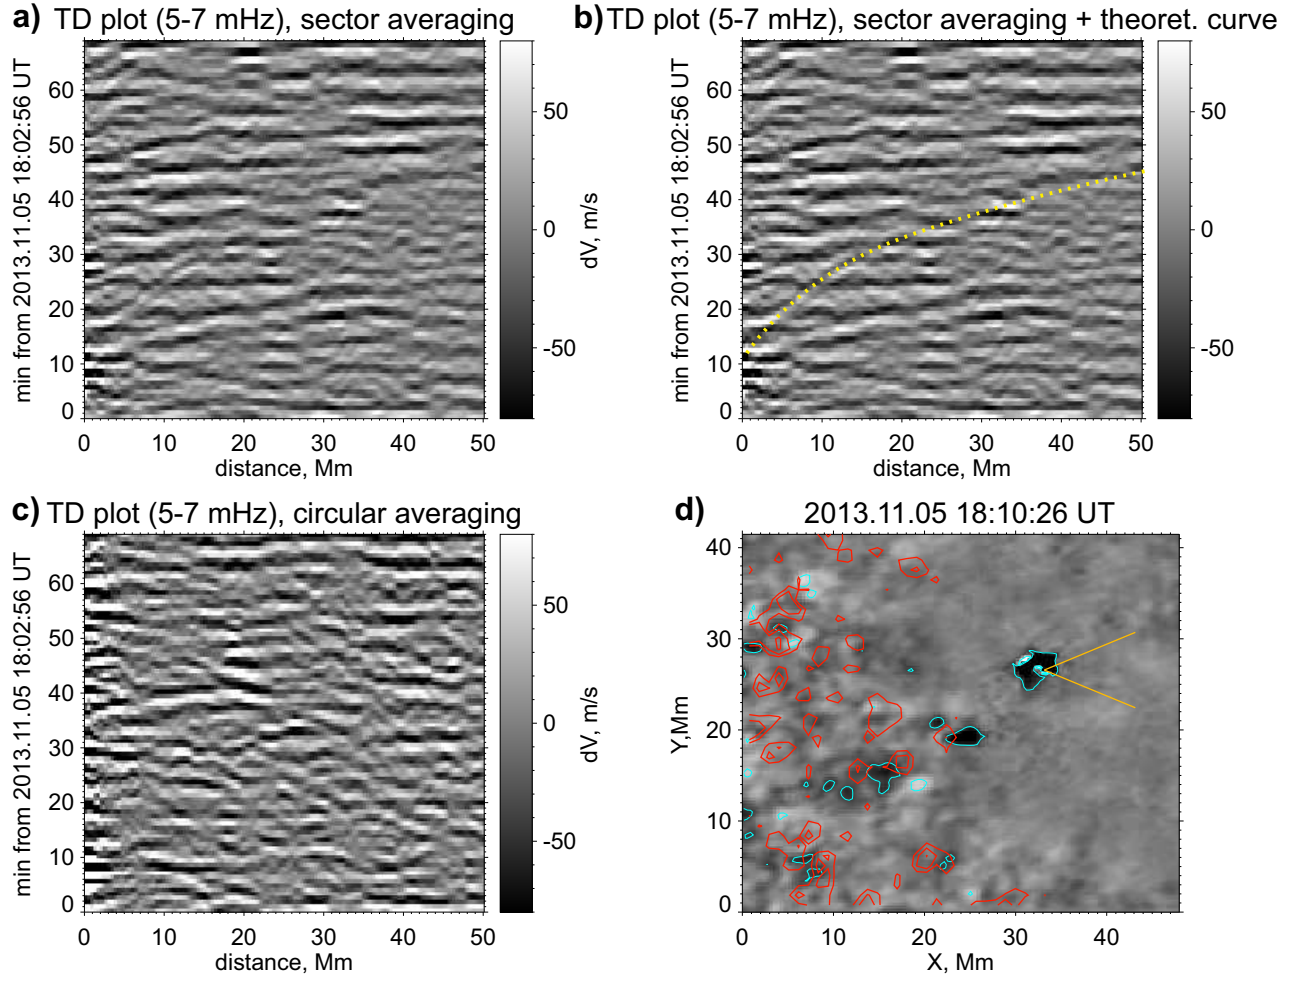 a) TD plot (5-7 mHz), sector averaging
min from 2013.11.05 18:02:56 UT
60
50
40
30
20
10
0
0 10 20 30 40 50
distance, Mm
50
0
-50
dV, m/s
b) TD plot (5-7 mHz), sector averaging + theoret. curve
min from 2013.11.05 18:02:56 UT
60
50
40
30
20
10
0
0 10 20 30 40 50
distance, Mm
50
0
-50
c) TD plot (5-7 mHz), circular averaging
min from 2013.11.05 18:02:56 UT
60
50
40
30
20
10
0
0 10 20 30 40 50
distance, Mm
50
0
-50
dV, m/s
d) 2013.11.05 18:10:26 UT
Y,Mm
40
30
20
10
0
0 10 20 30 40
X, Mm